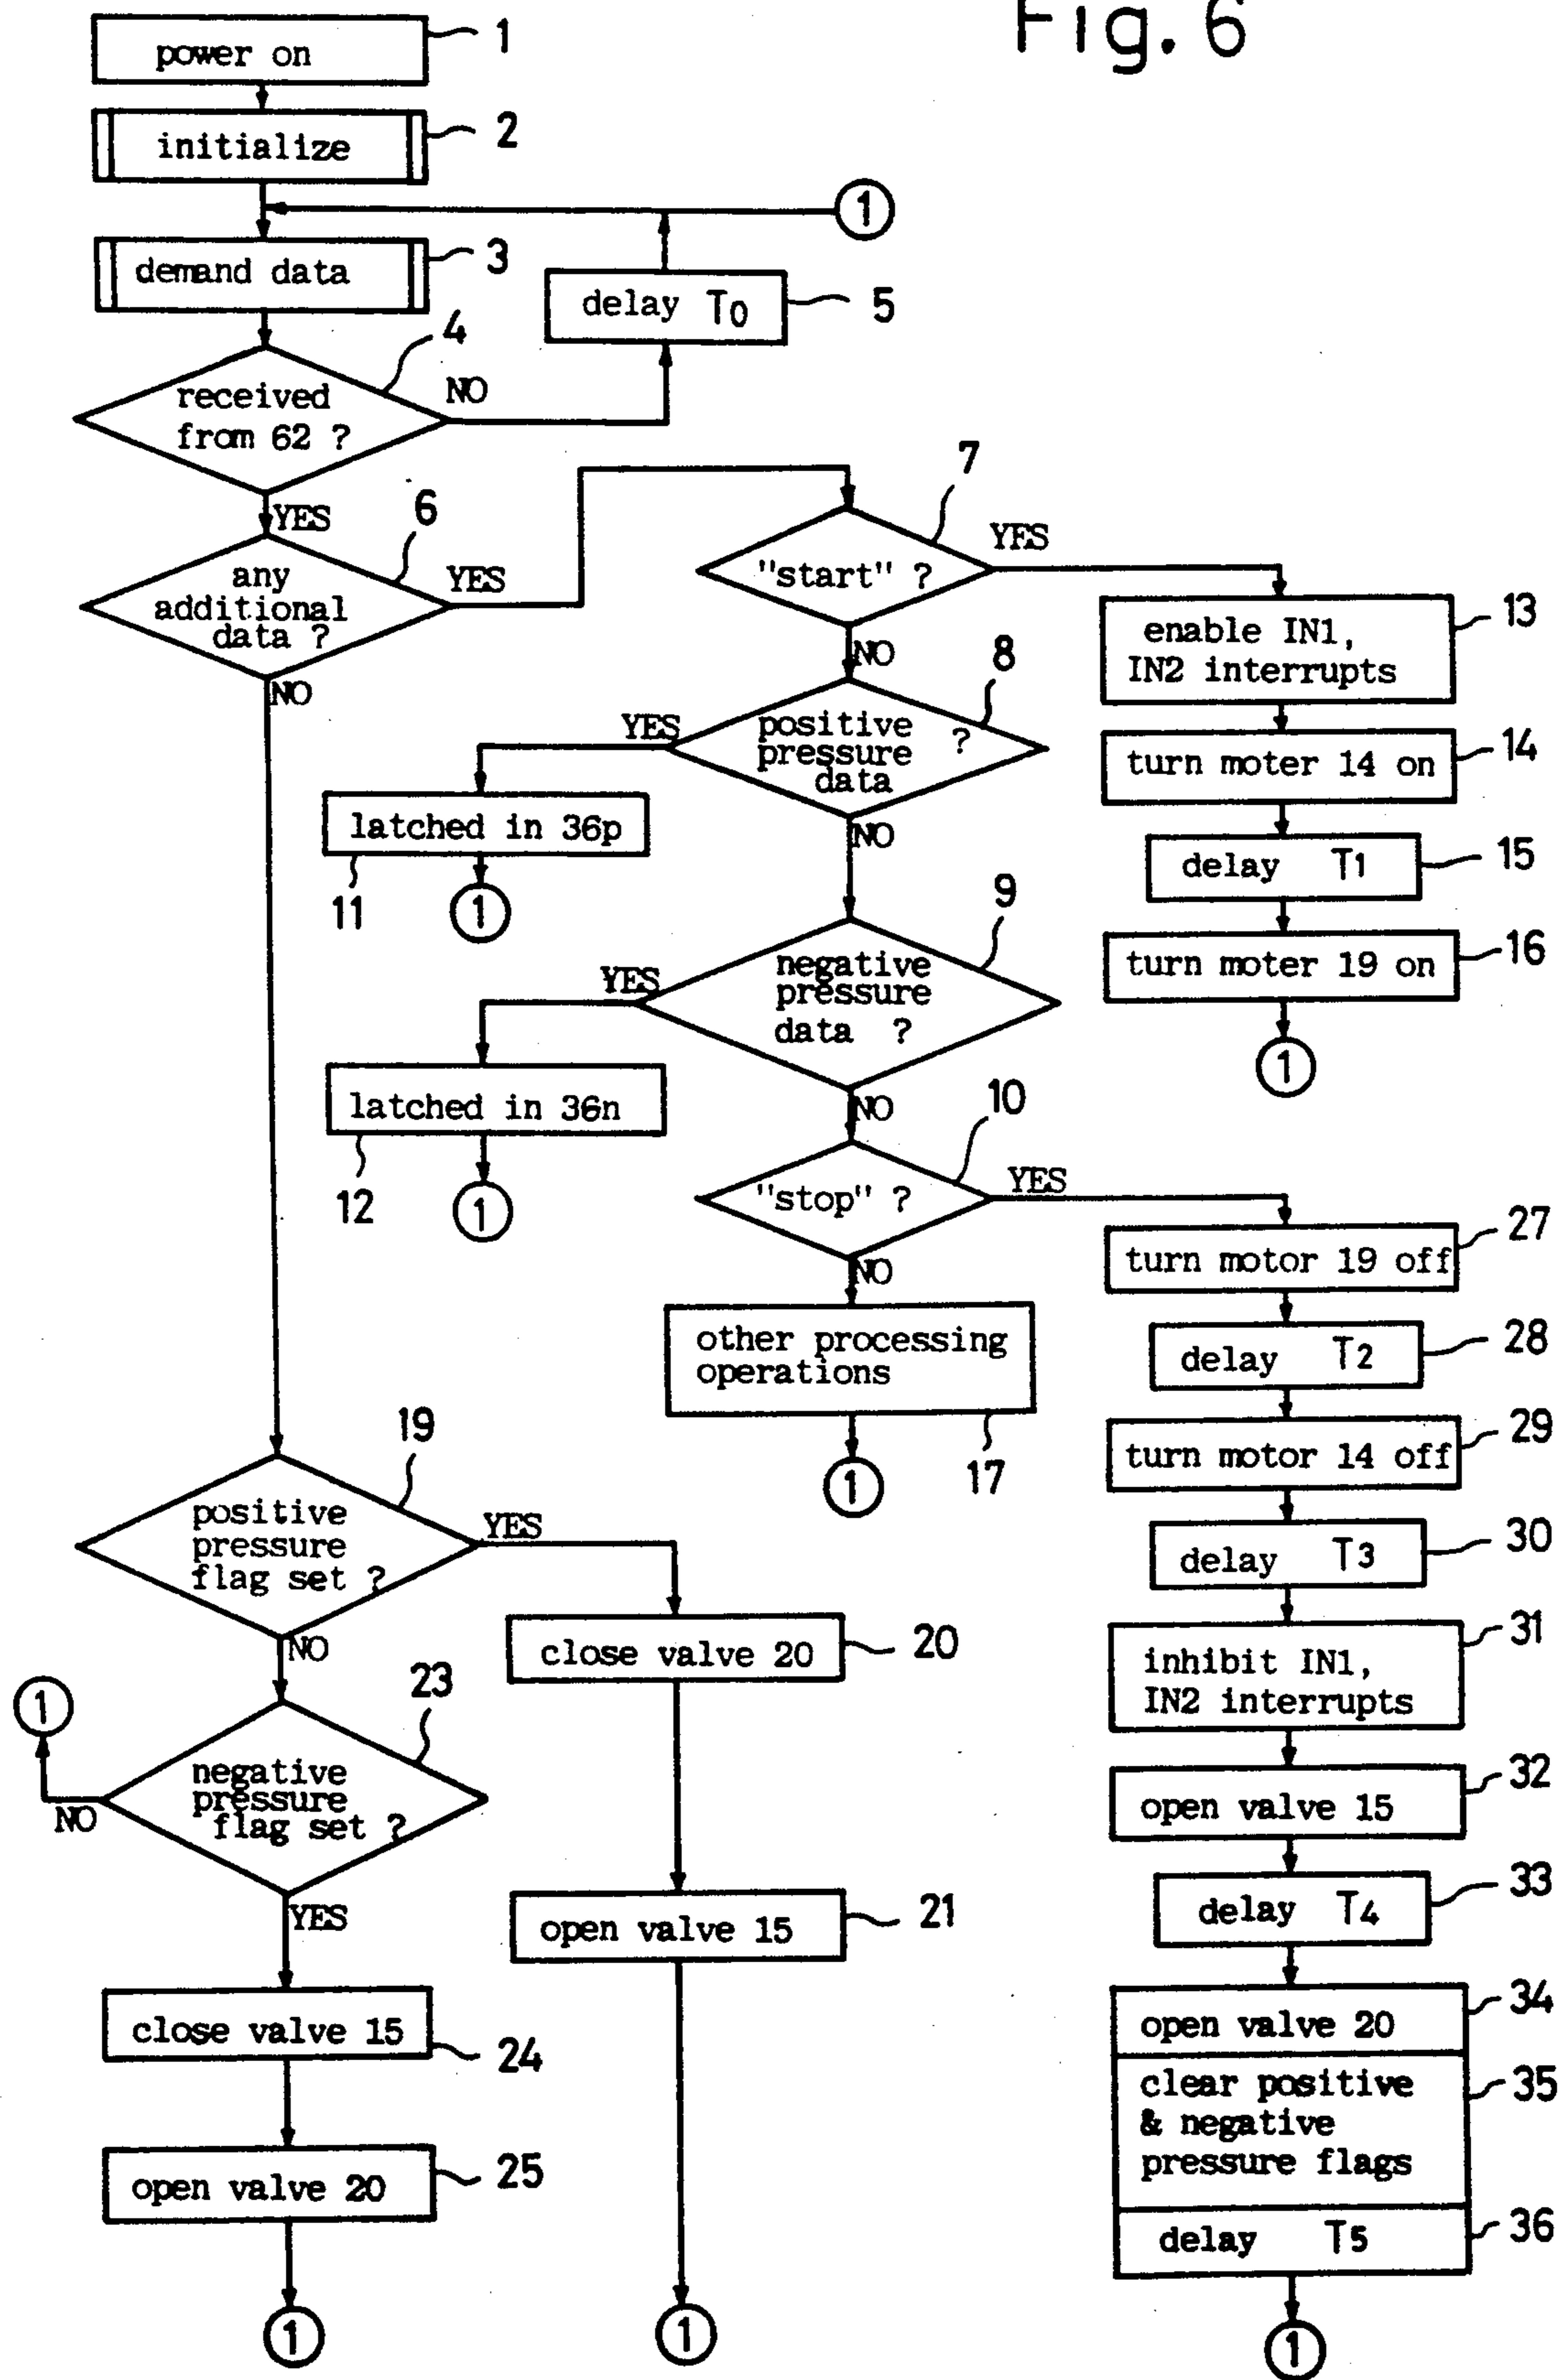 Fig. 6
power on
1
initialize
2
1
demand data
3
delay T0
5
4
received
from 62 ?
NO
YES
6
any
additional
data ?
YES
NO
7
"start" ?
YES
NO
13
enable IN1,
IN2 interrupts
14
turn moter 14 on
delay T1
15
turn moter 19 on
16
1
8
positive
pressure
data
?
YES
NO
latched in 36p
11
1
9
negative
pressure
data ?
YES
NO
latched in 36n
12
1
10
"stop" ?
YES
NO
other processing
operations
17
1
turn motor 19 off
27
delay T2
28
turn motor 14 off
29
delay T3
30
inhibit IN1,
IN2 interrupts
31
open valve 15
32
delay T4
33
open valve 20
34
clear positive
& negative
pressure flags
35
delay T5
36
1
19
positive
pressure
flag set ?
YES
NO
close valve 20
20
open valve 15
21
1
23
negative
pressure
flag set ?
NO
1
YES
close valve 15
24
open valve 20
25
1